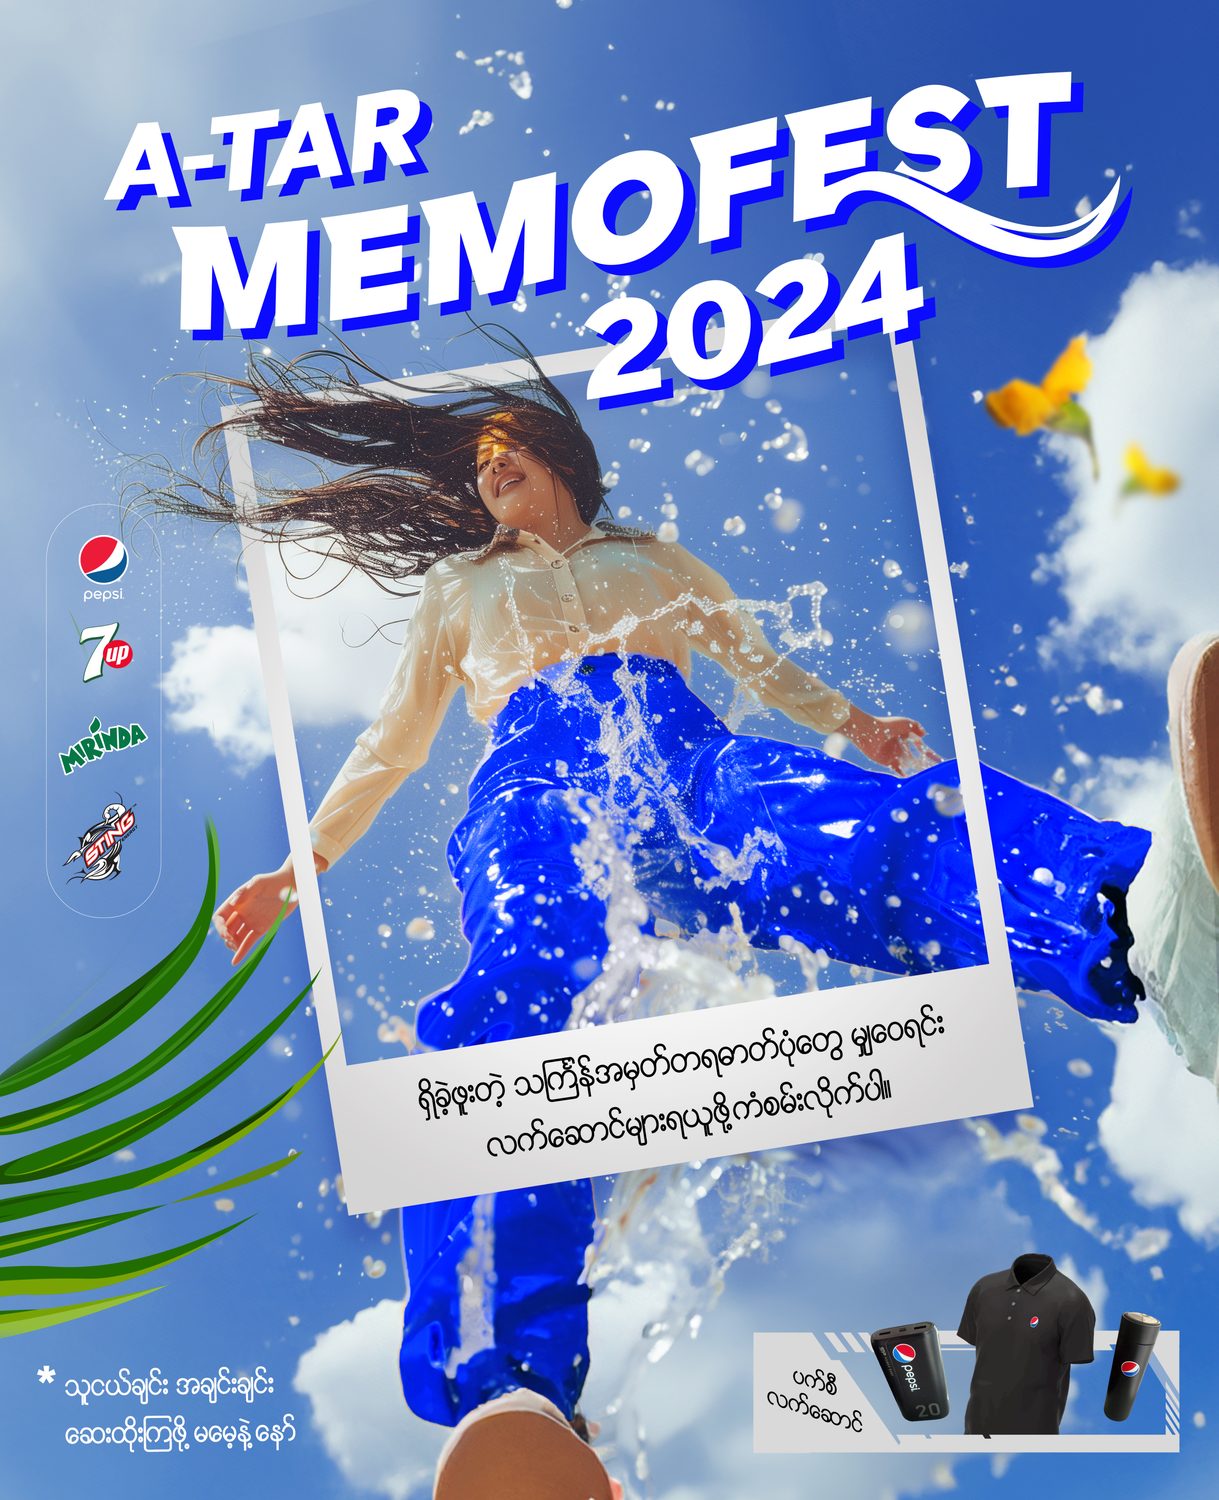 A-TAR
MEMOFEST
2024
pepsi
7up
MIRINDA
STING
ရှိခဲ့ဖူးတဲ့ သင်္ကြန်အမှတ်တရဓာတ်ပုံတွေ မျှဝေရင်း
လက်ဆောင်များရယူဖို့ကံစမ်းလိုက်ပါ။
* သူငယ်ချင်း အချင်းချင်း
ဆေးထိုးကြဖို့ မမေ့နဲ့ နော်
ပက်စီ
လက်ဆောင်
pepsi
20